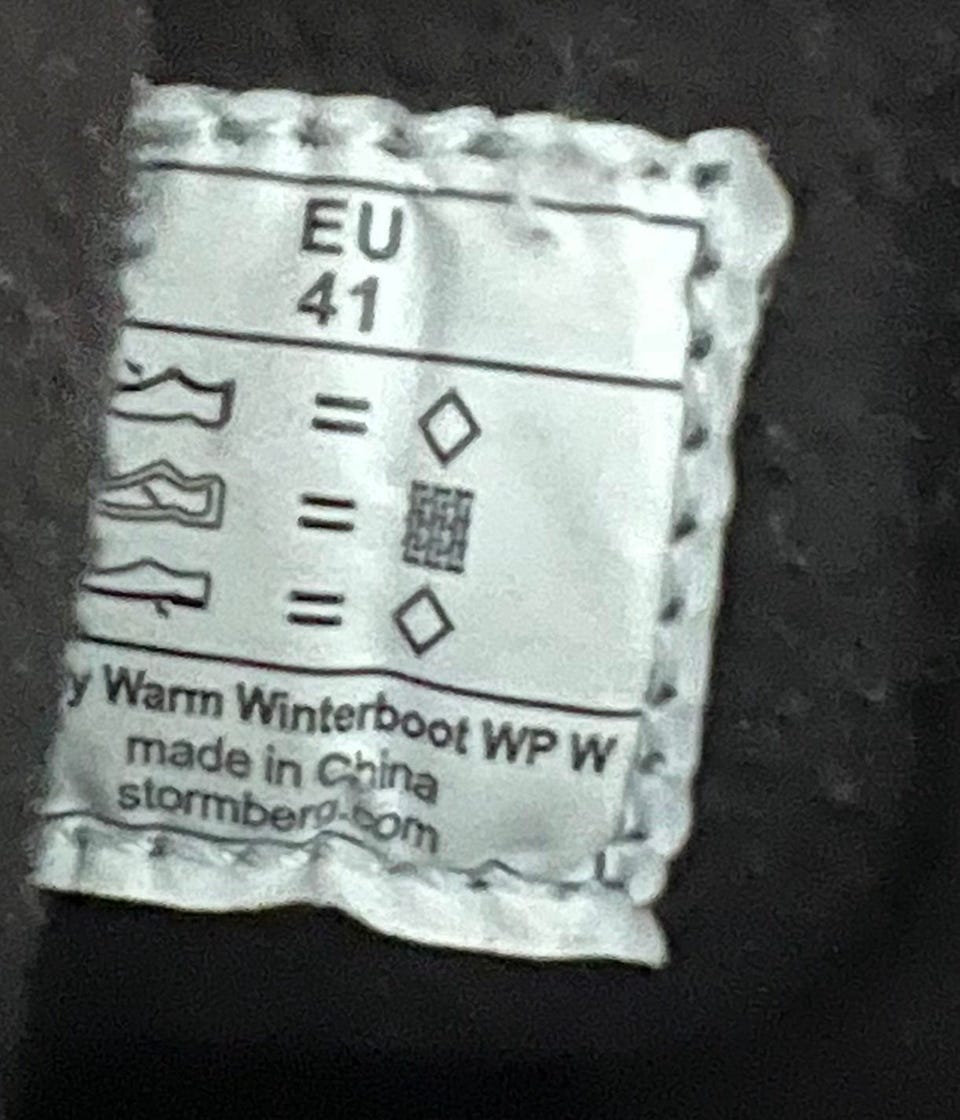 EU
41
=
=
=
y Warm Winterboot WP W
made in China
stormberg.com